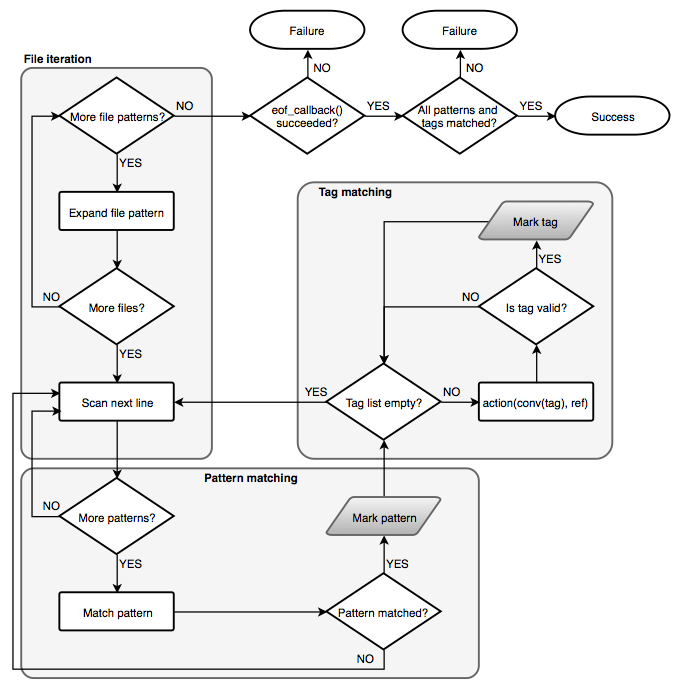 Failure
Failure
File iteration
NO
NO
More file patterns?
NO
eof_callback()
succeeded?
YES
All patterns and
tags matched?
YES
Success
YES
Tag matching
Expand file pattern
Mark tag
YES
NO
More files?
NO
Is tag valid?
YES
YES
NO
Scan next line
Tag list empty?
action(conv(tag), ref)
Pattern matching
NO
More patterns?
Mark pattern
YES
YES
Match pattern
Pattern matched?
NO